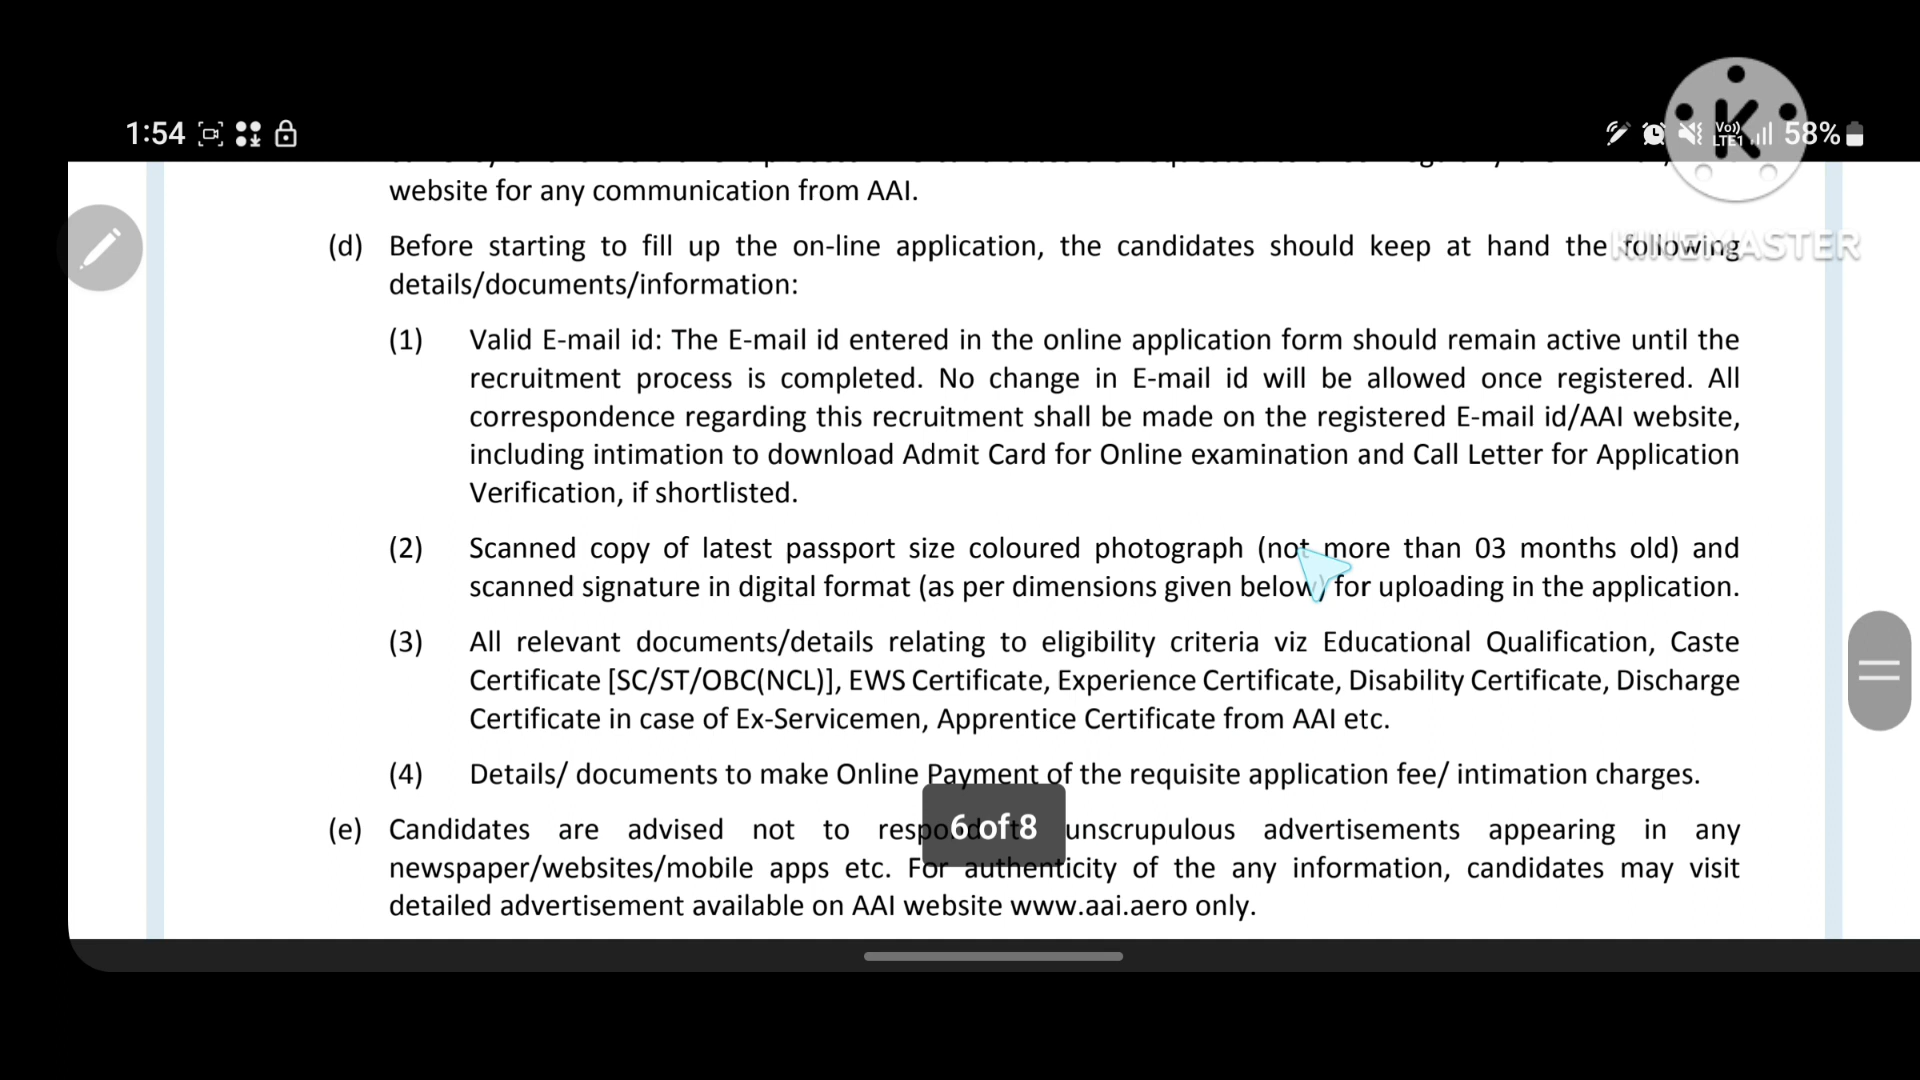 1:54
Vo)) LTE1 58%
KINEMASTER
website for any communication from AAI.
(d) Before starting to fill up the on-line application, the candidates should keep at hand the following
details/documents/information:
(1) Valid E-mail id: The E-mail id entered in the online application form should remain active until the
recruitment process is completed. No change in E-mail id will be allowed once registered. All
correspondence regarding this recruitment shall be made on the registered E-mail id/AAI website,
including intimation to download Admit Card for Online examination and Call Letter for Application
Verification, if shortlisted.
(2) Scanned copy of latest passport size coloured photograph (not more than 03 months old) and
scanned signature in digital format (as per dimensions given below) for uploading in the application.
(3) All relevant documents/details relating to eligibility criteria viz Educational Qualification, Caste
Certificate [SC/ST/OBC(NCL)], EWS Certificate, Experience Certificate, Disability Certificate, Discharge
Certificate in case of Ex-Servicemen, Apprentice Certificate from AAI etc.
(4) Details/ documents to make Online Payment of the requisite application fee/ intimation charges.
6 of 8
(e) Candidates are advised not to unscrupulous advertisements appearing in any
newspaper/websites/mobile apps etc. For authenticity of the any information, candidates may visit
detailed advertisement available on AAI website www.aai.aero only.